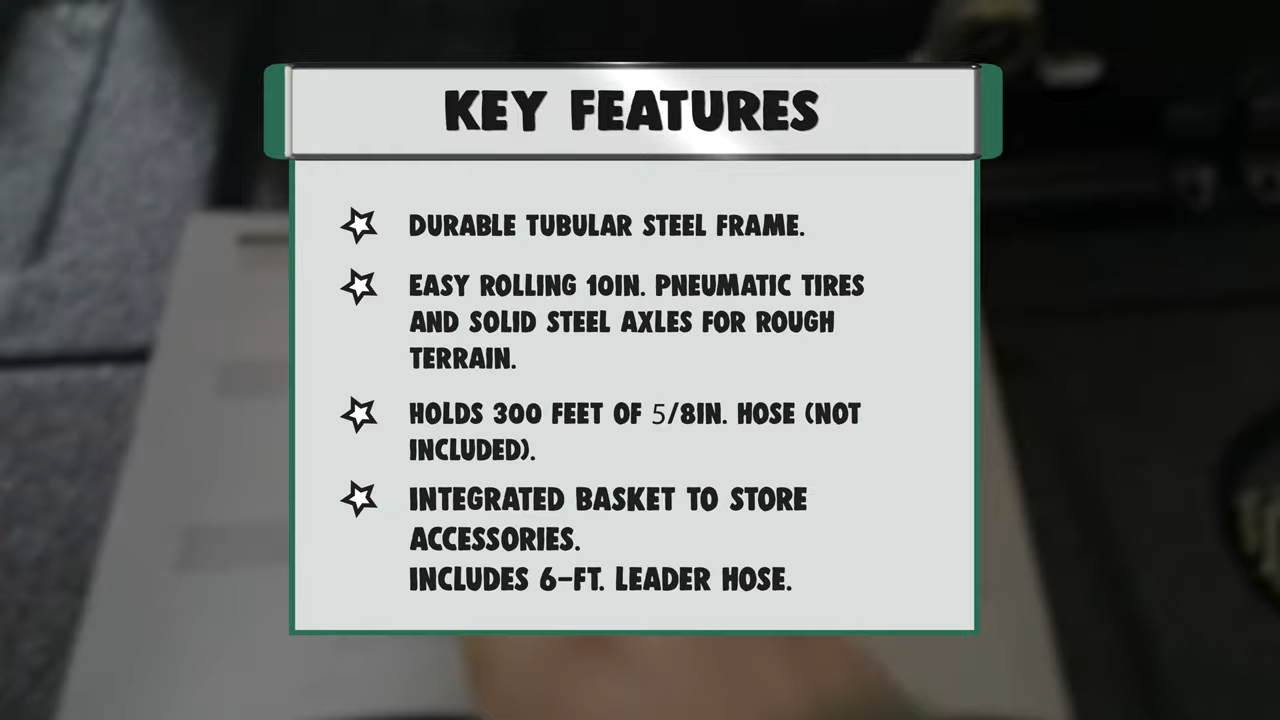 KEY FEATURES
DURABLE TUBULAR STEEL FRAME.
EASY ROLLING 10IN. PNEUMATIC TIRES
AND SOLID STEEL AXLES FOR ROUGH
TERRAIN.
HOLDS 300 FEET OF 5/8IN. HOSE (NOT
INCLUDED).
INTEGRATED BASKET TO STORE
ACCESSORIES.
INCLUDES 6-FT. LEADER HOSE.